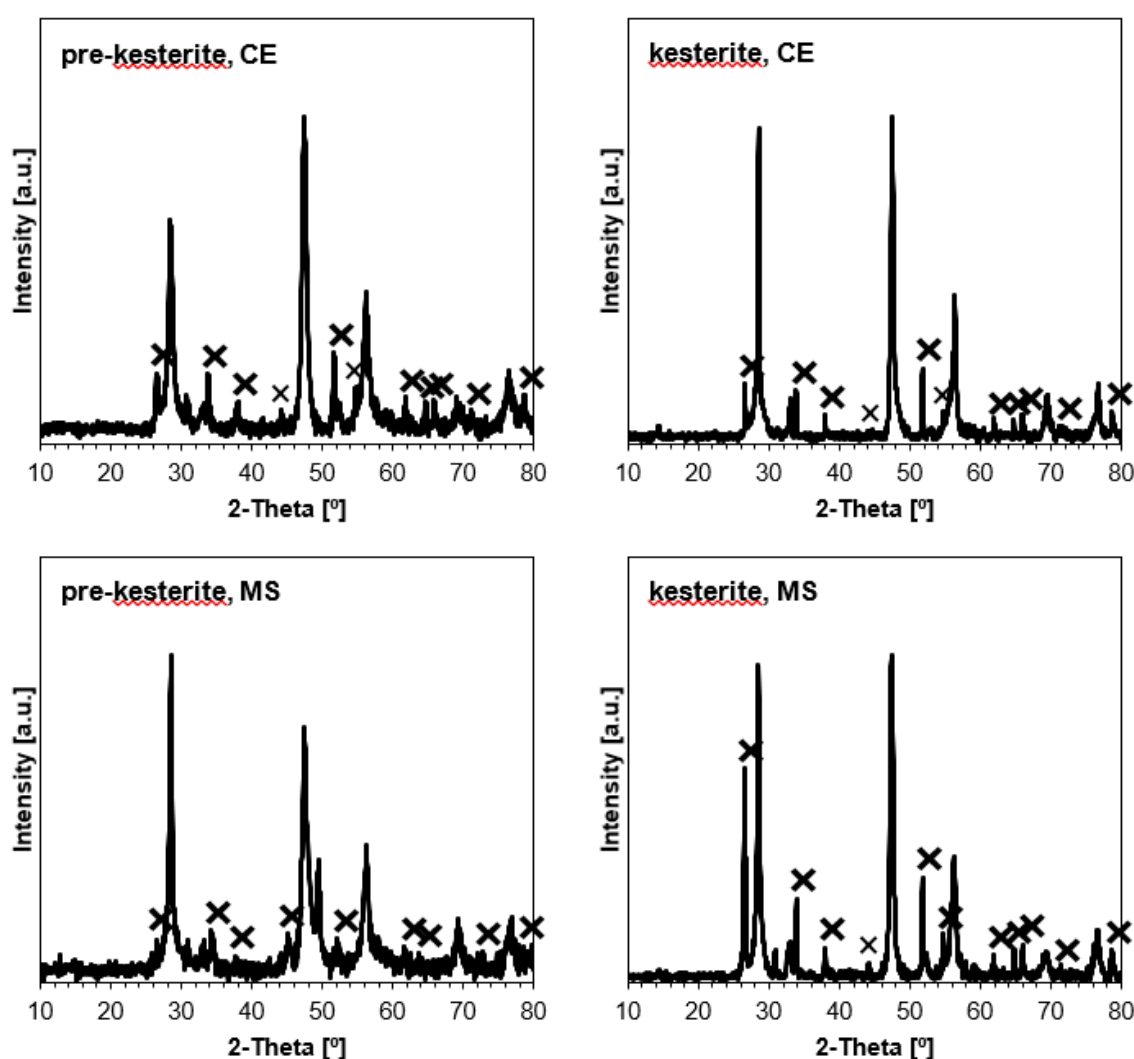 pre-kesterite, CE
Intensity [a.u.]
10 20 30 40 50 60 70 80
2-Theta [º]
kesterite, CE
Intensity [a.u.]
10 20 30 40 50 60 70 80
2-Theta [º]
pre-kesterite, MS
Intensity [a.u.]
10 20 30 40 50 60 70 80
2-Theta [º]
kesterite, MS
Intensity [a.u.]
10 20 30 40 50 60 70 80
2-Theta [º]